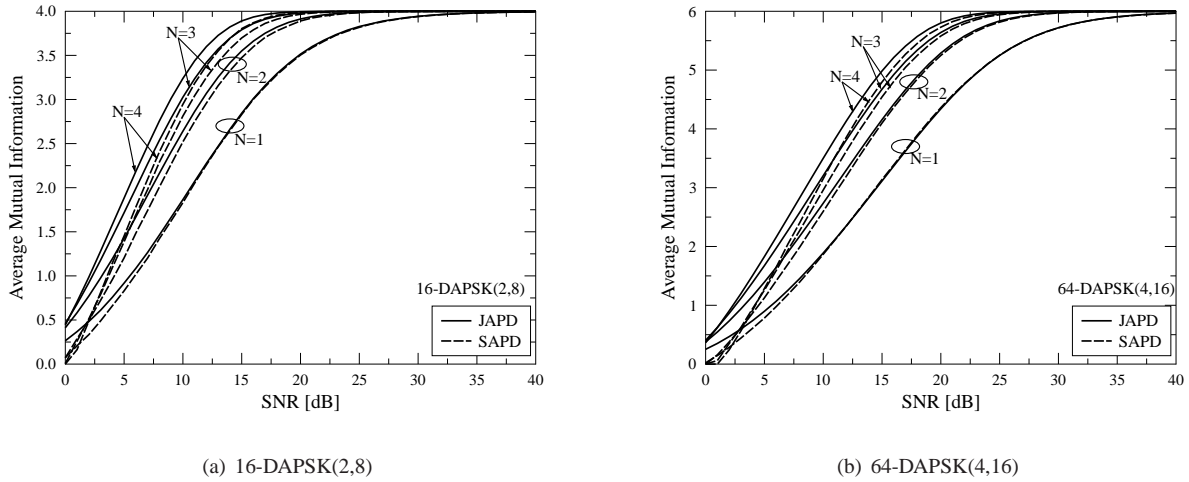 4.0
3.5
3.0
2.5
2.0
1.5
1.0
0.5
0.0
Average Mutual Information
N=3
N=2
N=4
N=1
16-DAPSK(2,8)
JAPD
SAPD
0 5 10 15 20 25 30 35 40
SNR [dB]
(a) 16-DAPSK(2,8)
6
5
4
3
2
1
0
Average Mutual Information
N=3
N=4
N=2
N=1
64-DAPSK(4,16)
JAPD
SAPD
0 5 10 15 20 25 30 35 40
SNR [dB]
(b) 64-DAPSK(4,16)